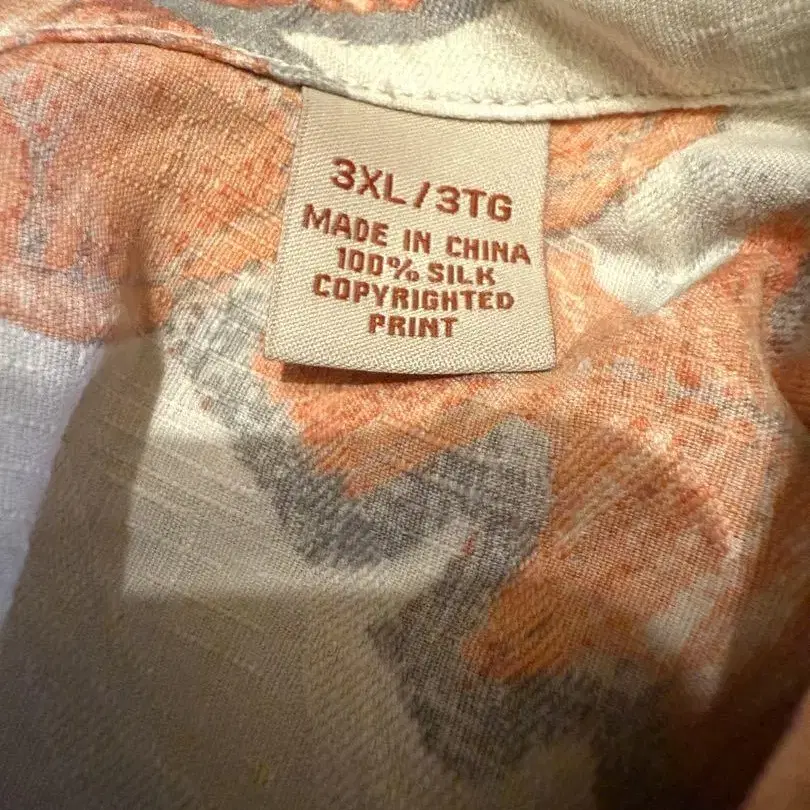 3XL/3TG
MADE IN CHINA
100% SILK
COPYRIGHTED
PRINT